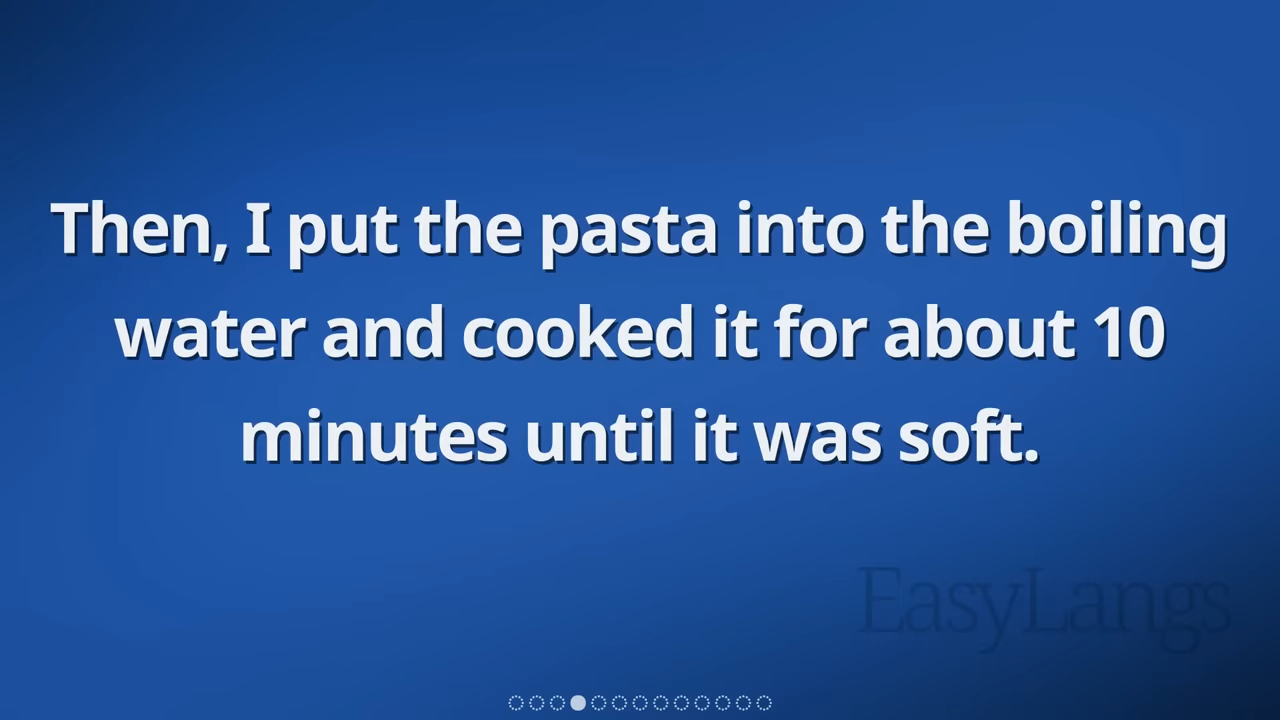 Then, I put the pasta into the boiling
water and cooked it for about 10
minutes until it was soft.
EasyLangs